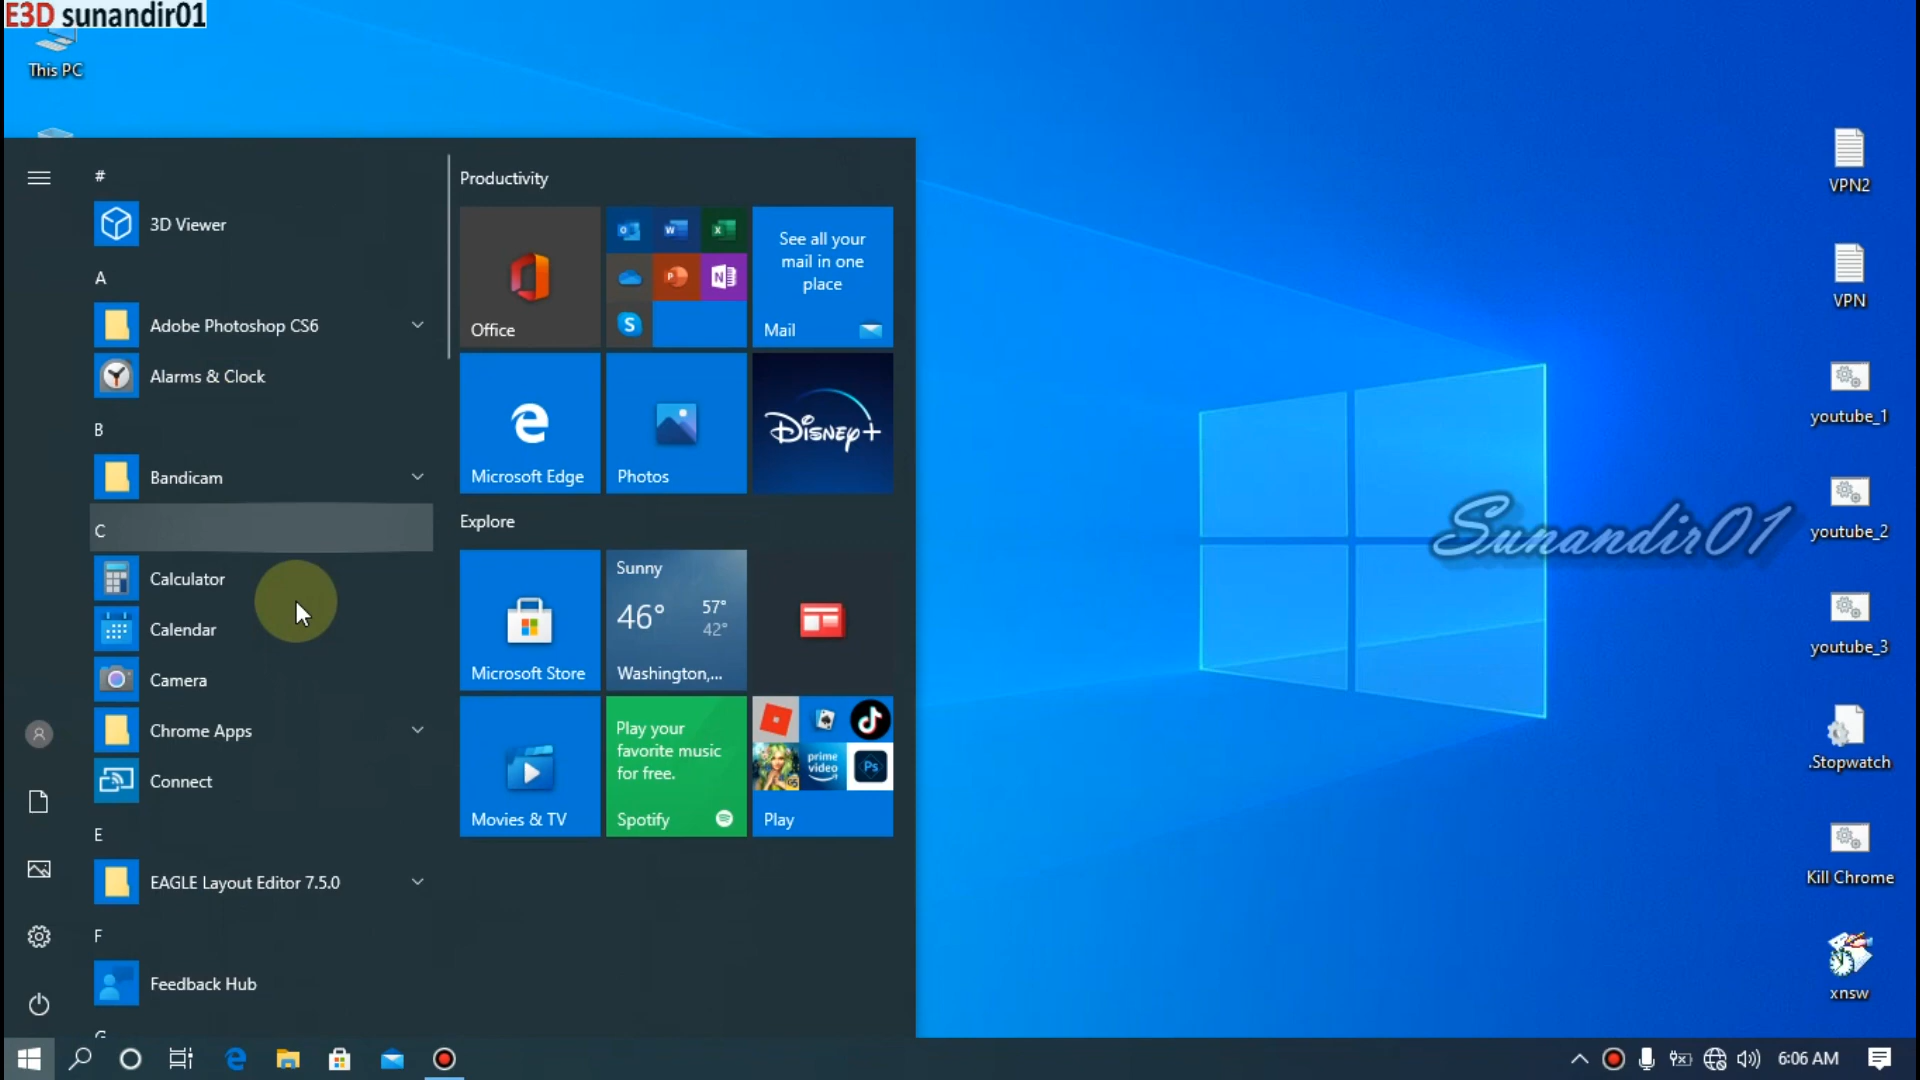 E3D sunandir01
This PC
#
3D Viewer
A
Adobe Photoshop CS6
Alarms & Clock
B
Bandicam
C
Calculator
Calendar
Camera
Chrome Apps
Connect
E
EAGLE Layout Editor 7.5.0
F
Feedback Hub
Productivity
Office
See all your
mail in one
place
Mail
Microsoft Edge
Photos
Disney+
Explore
Microsoft Store
Sunny
46°
57°
42°
Washington,...
Movies & TV
Play your
favorite music
for free.
Spotify
prime
video
Ps
Play
Sunandir01
VPN2
VPN
youtube_1
youtube_2
youtube_3
.Stopwatch
Kill Chrome
xnsw
6:06 AM